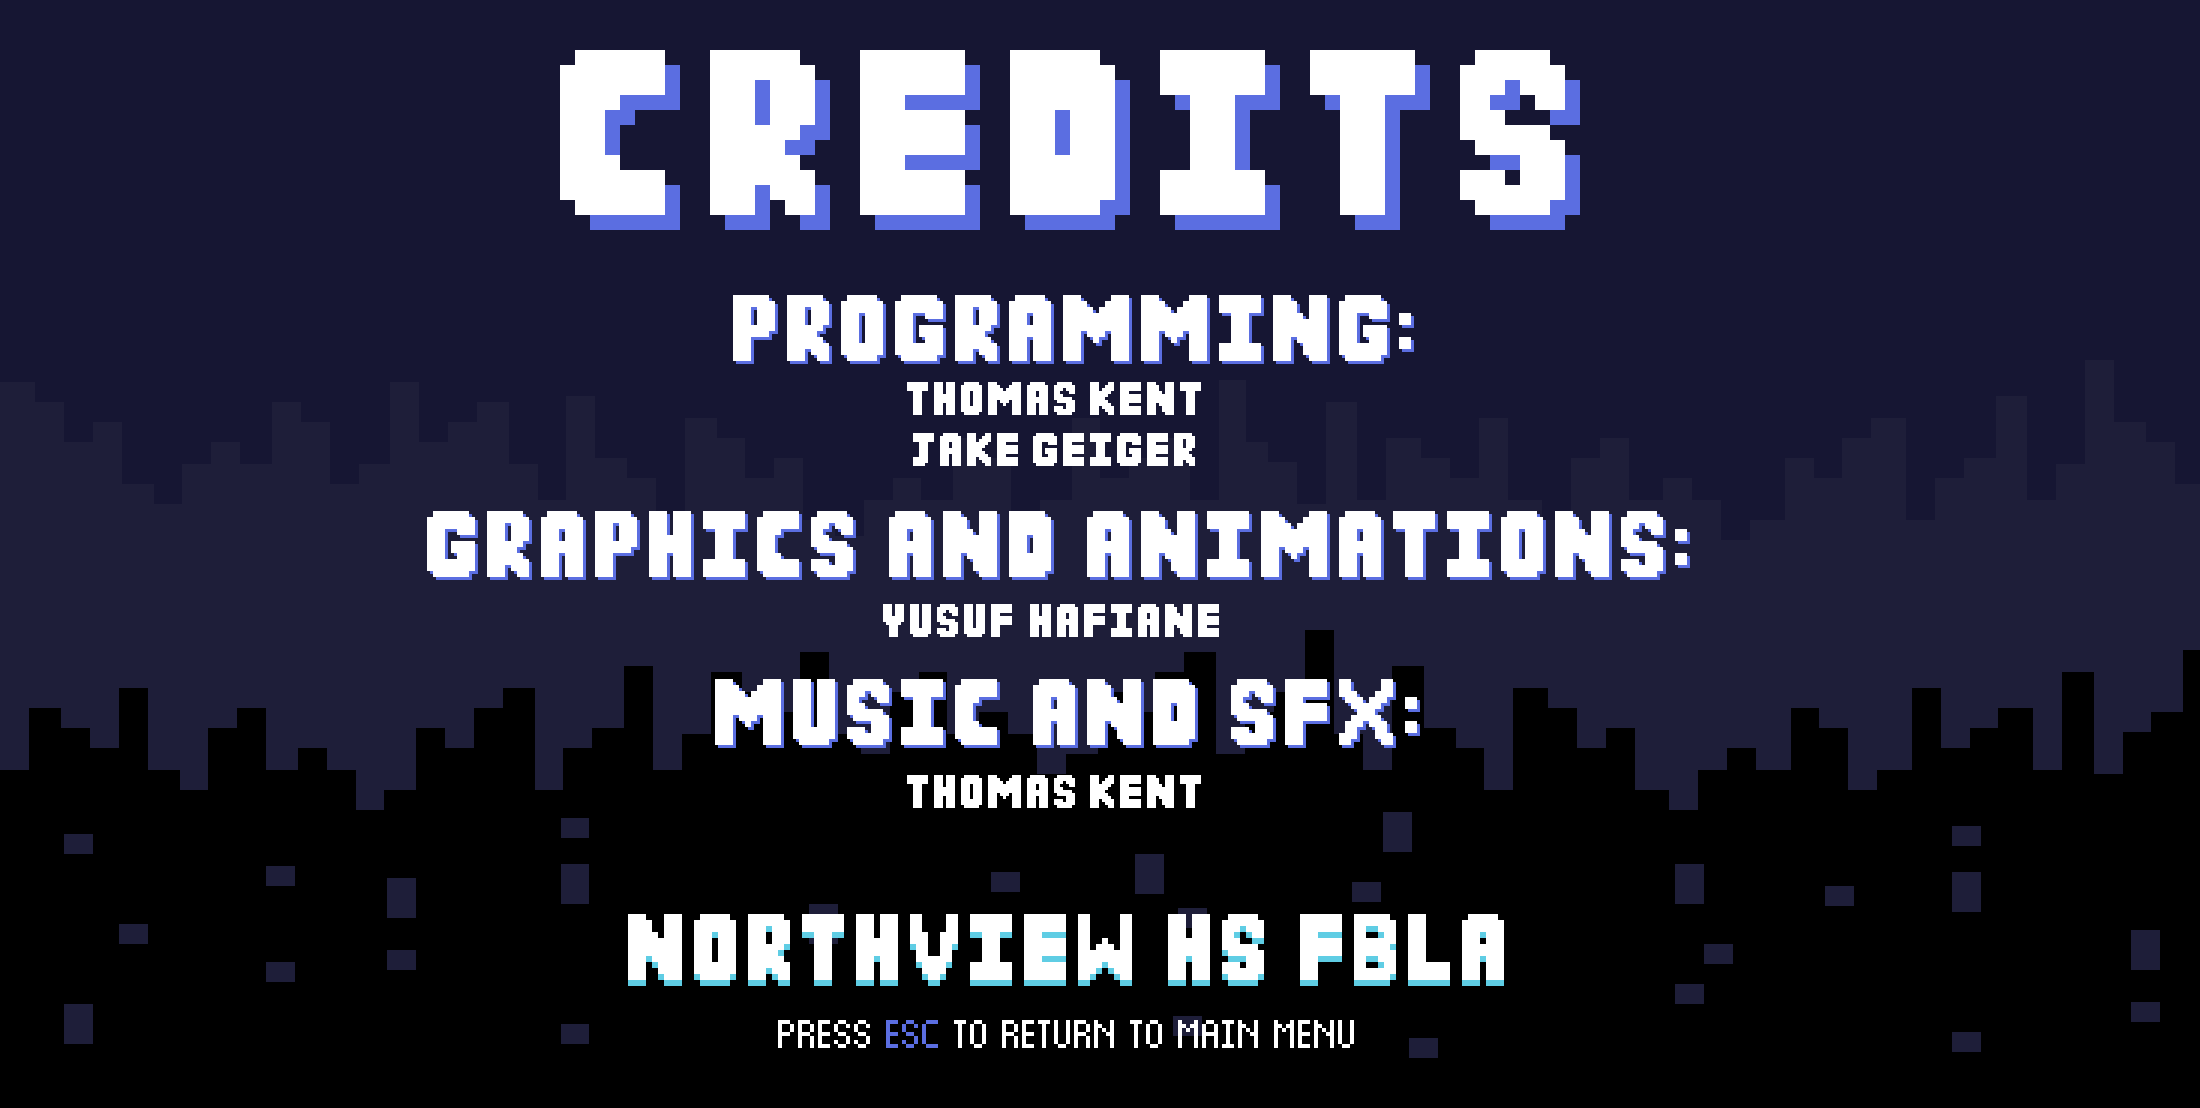 CREDITS
PROGRAMMING:
THOMAS KENT
JAKE GEIGER
GRAPHICS AND ANIMATIONS:
YUSUF HAFIANE
MUSIC AND SFX:
THOMAS KENT
NORTHVIEW HS FBLA
PRESS ESC TO RETURN TO MAIN MENU